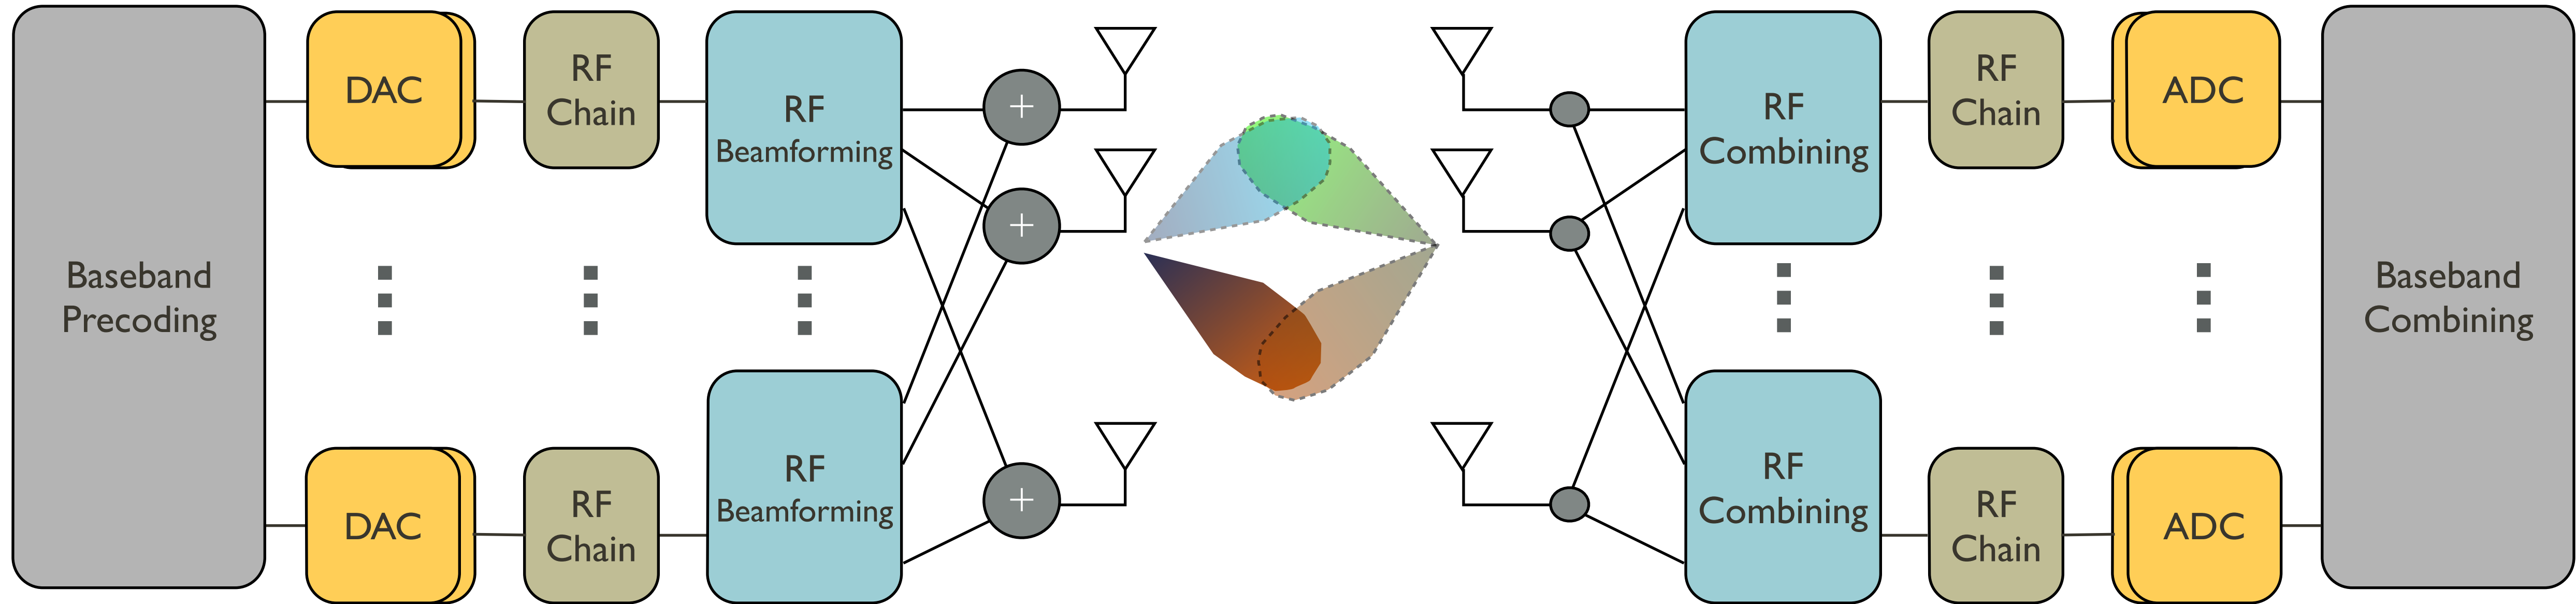 Baseband
Precoding
DAC
RF
Chain
RF
Beamforming
+
+
RF
Combining
RF
Chain
ADC
Baseband
Combining
DAC
RF
Chain
RF
Beamforming
+
RF
Combining
RF
Chain
ADC